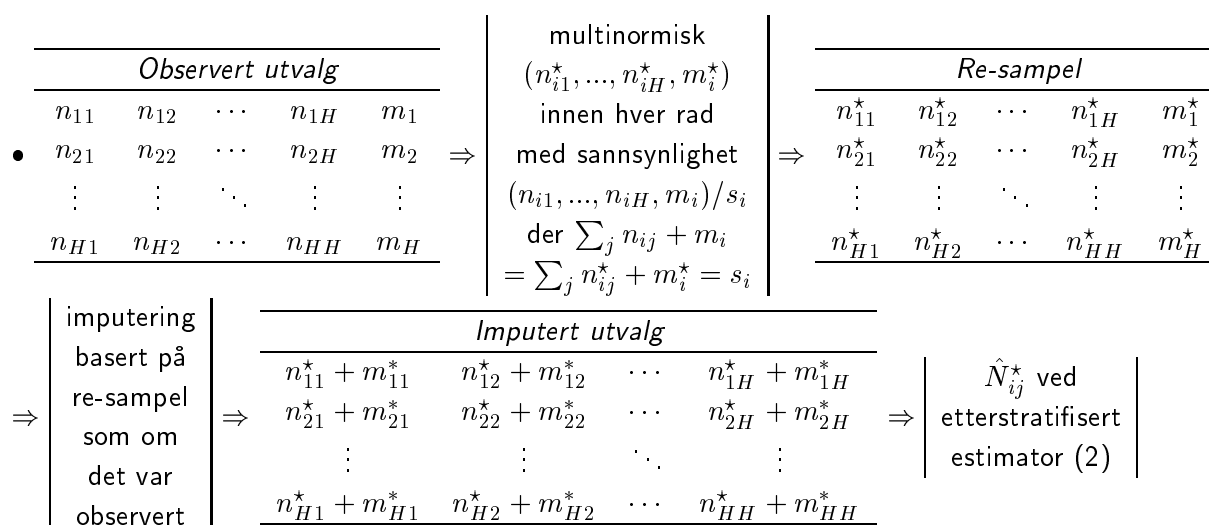 Observert utvalg
n₁₁ n₁₂ ⋯ n₁H m₁
• n₂₁ n₂₂ ⋯ n₂H m₂ ⇒
⋮ ⋮ ⋱ ⋮ ⋮
nH1 nH2 ⋯ nHH mH
multinormisk
(n⋆i1, ..., n⋆iH, m⋆i)
innen hver rad
med sannsynlighet
(ni1, ..., niH, mi)/si
der ∑j nij + mi
= ∑j n⋆ij + m⋆i = si
⇒
Re-sampel
n⋆11 n⋆12 ⋯ n⋆1H m⋆1
n⋆21 n⋆22 ⋯ n⋆2H m⋆2
⋮ ⋮ ⋱ ⋮ ⋮
n⋆H1 n⋆H2 ⋯ n⋆HH m⋆H
⇒
imputering
basert på
re-sampel
som om
det var
observert
⇒
Imputert utvalg
n⋆11 + m*11 n⋆12 + m*12 ⋯ n⋆1H + m*1H
n⋆21 + m*21 n⋆22 + m*22 ⋯ n⋆2H + m*2H
⋮ ⋮ ⋱ ⋮
n⋆H1 + m*H1 n⋆H2 + m*H2 ⋯ n⋆HH + m*HH
⇒
N̂⋆ij ved
etterstratifisert
estimator (2)